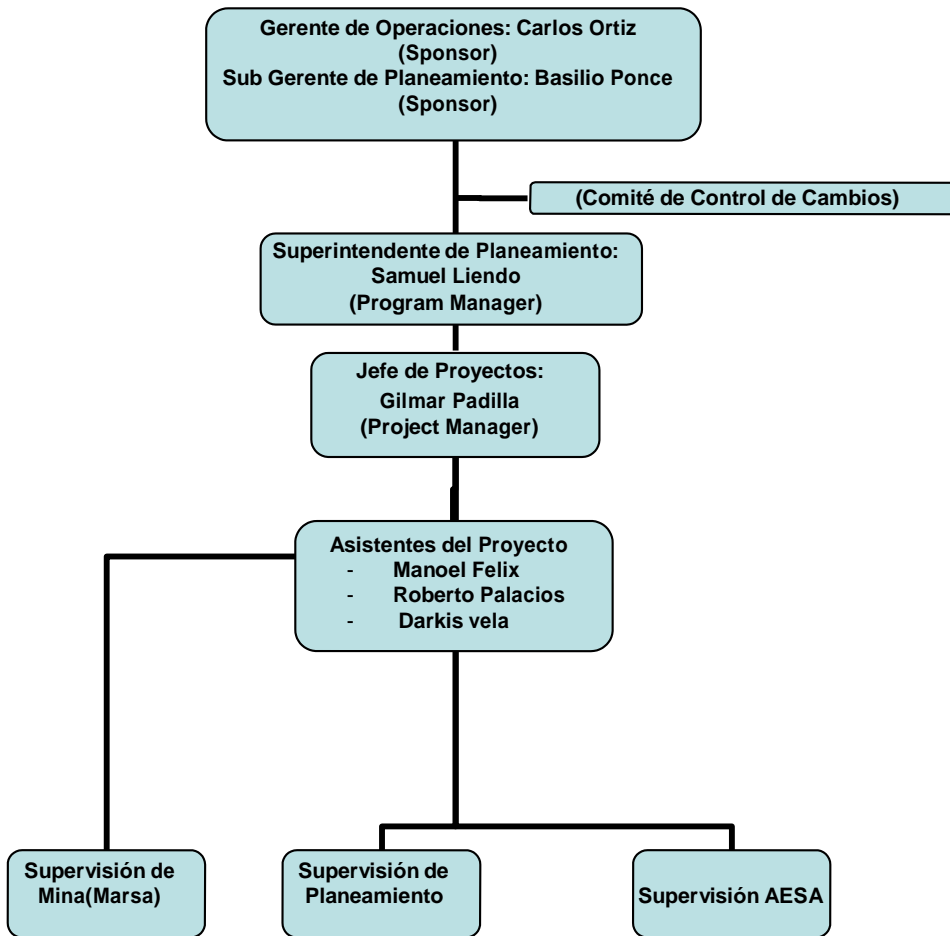 Gerente de Operaciones: Carlos Ortiz
(Sponsor)
Sub Gerente de Planeamiento: Basilio Ponce
(Sponsor)
(Comité de Control de Cambios)
Superintendente de Planeamiento:
Samuel Liendo
(Program Manager)
Jefe de Proyectos:
Gilmar Padilla
(Project Manager)
Asistentes del Proyecto
- Manoel Felix
- Roberto Palacios
- Darkis vela
Supervisión de
Mina(Marsa)
Supervisión de
Planeamiento
Supervisión AESA